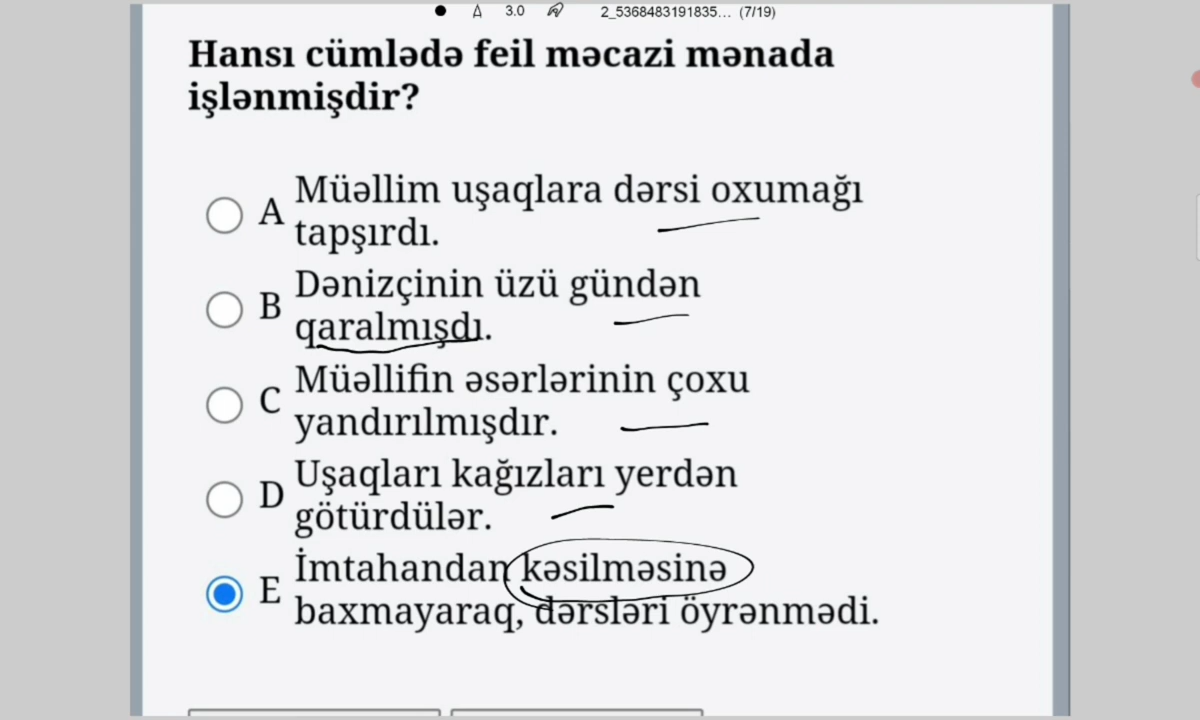 3.0 2_5368483191835... (7/19)
Hansı cümlədə feil məcazi mənada
işlənmişdir?
A Müəllim uşaqlara dərsi oxumağı
tapşırdı.
B Dənizçinin üzü gündən
qaralmışdı.
C Müəllifin əsərlərinin çoxu
yandırılmışdır.
D Uşaqları kağızları yerdən
götürdülər.
E İmtahandan kəsilməsinə
baxmayaraq, dərsləri öyrənmədi.